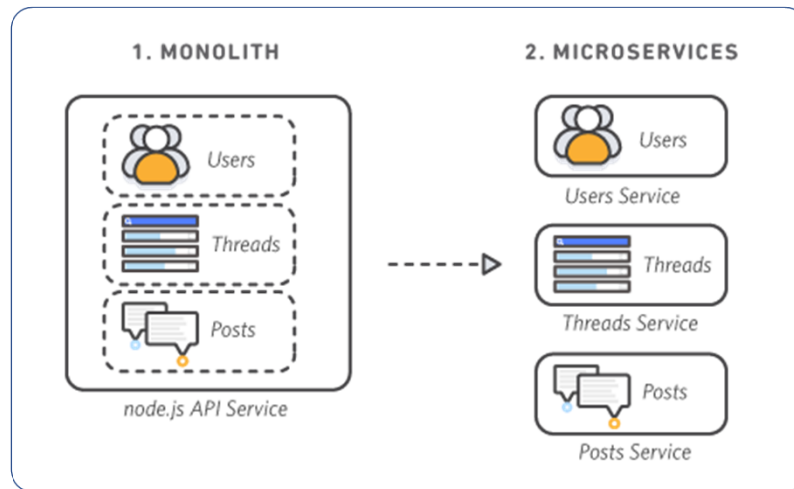 1. MONOLITH
Users
Threads
Posts
node.js API Service
2. MICROSERVICES
Users
Users Service
Threads
Threads Service
Posts
Posts Service